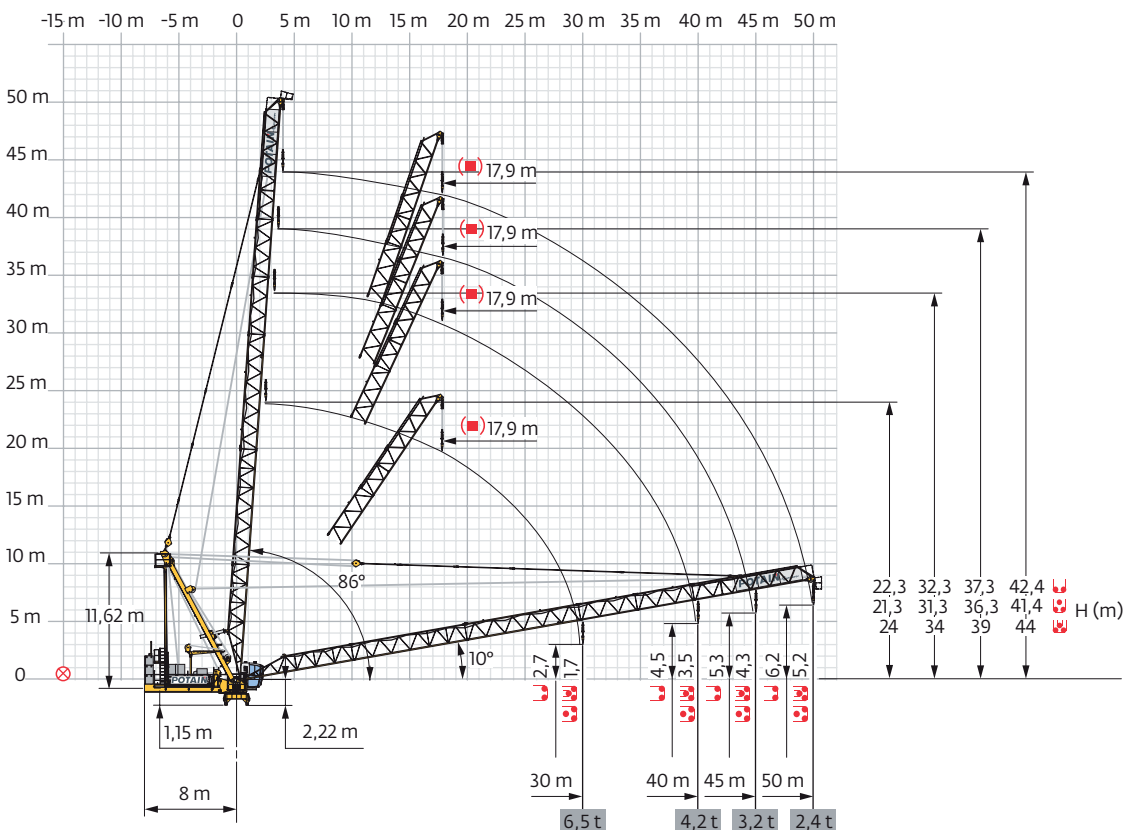 -15 m -10 m -5 m 0 5 m 10 m 15 m 20 m 25 m 30 m 35 m 40 m 45 m 50 m
50 m
45 m
40 m
35 m
30 m
25 m
20 m
15 m
10 m
5 m
0
POTAIN
17,9 m
17,9 m
17,9 m
17,9 m
86°
10°
POTAIN
POTAIN
11,62 m
1,15 m
2,22 m
8 m
2,7 1,7
4,5 3,5
5,3 4,3
6,2 5,2
30 m 40 m 45 m 50 m
6,5 t 4,2 t 3,2 t 2,4 t
22,3 32,3 37,3 42,4
21,3 31,3 36,3 41,4 H (m)
24 34 39 44